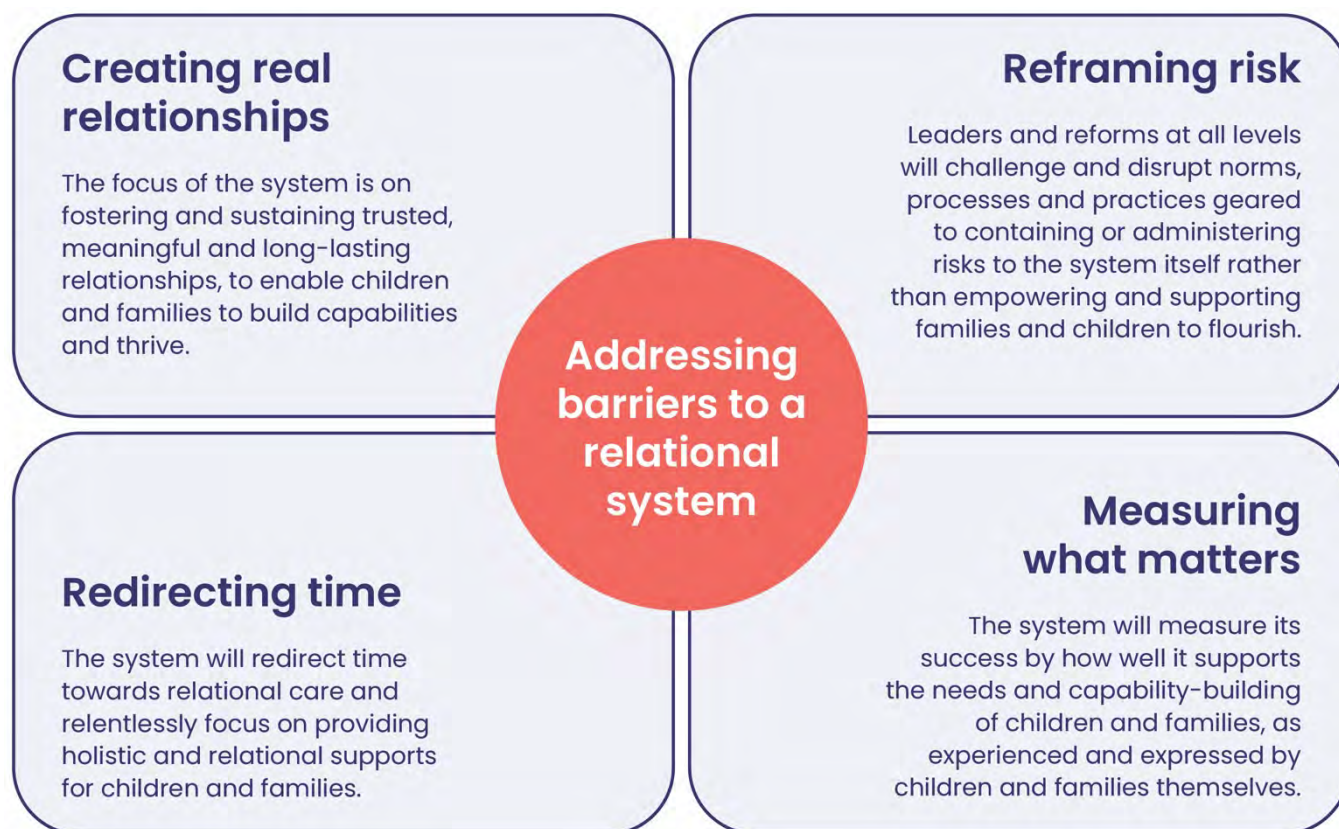 Creating real
relationships
The focus of the system is on
fostering and sustaining trusted,
meaningful and long-lasting
relationships, to enable children
and families to build capabilities
and thrive.
Reframing risk
Leaders and reforms at all levels
will challenge and disrupt norms,
processes and practices geared
to containing or administering
risks to the system itself rather
than empowering and supporting
families and children to flourish.
Addressing
barriers to a
relational
system
Redirecting time
The system will redirect time
towards relational care and
relentlessly focus on providing
holistic and relational supports
for children and families.
Measuring
what matters
The system will measure its
success by how well it supports
the needs and capability-building
of children and families, as
experienced and expressed by
children and families themselves.